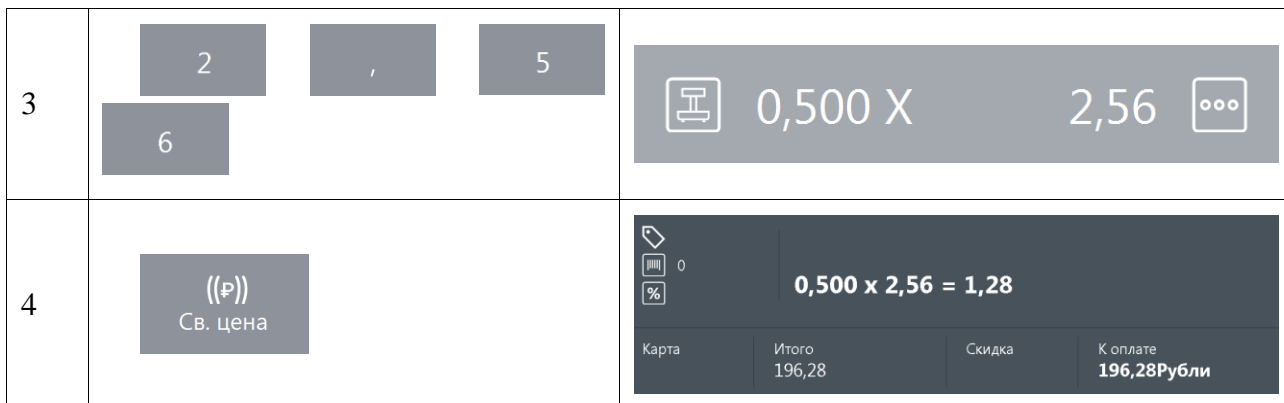 3
2 , 5
6
0,500 X 2,56
4
((₽))
Св. цена
0
%
0,500 x 2,56 = 1,28
Карта Итого Скидка К оплате
196,28 196,28Рубли